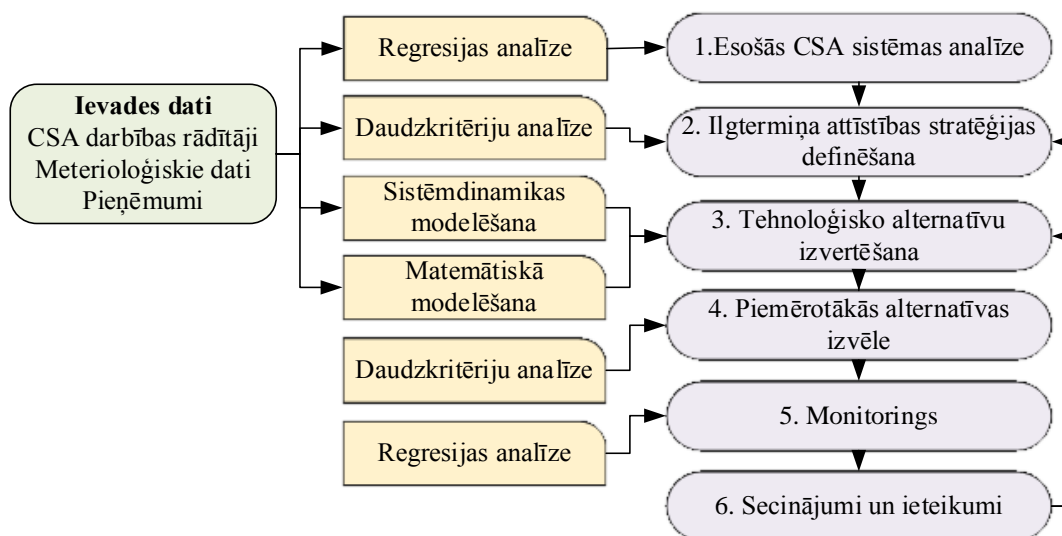 Ievades dati
CSA darbības rādītāji
Meterioloģiskie dati
Pieņēmumi
Regresijas analīze
Daudzkritēriju analīze
Sistēmdinamikas
modelēšana
Matemātiskā
modelēšana
Daudzkritēriju analīze
Regresijas analīze
1.Esošās CSA sistēmas analīze
2. Ilgtermiņa attīstības stratēģijas
definēšana
3. Tehnoloģisko alternatīvu
izvertēšana
4. Piemērotākās alternatīvas
izvēle
5. Monitorings
6. Secinājumi un ieteikumi